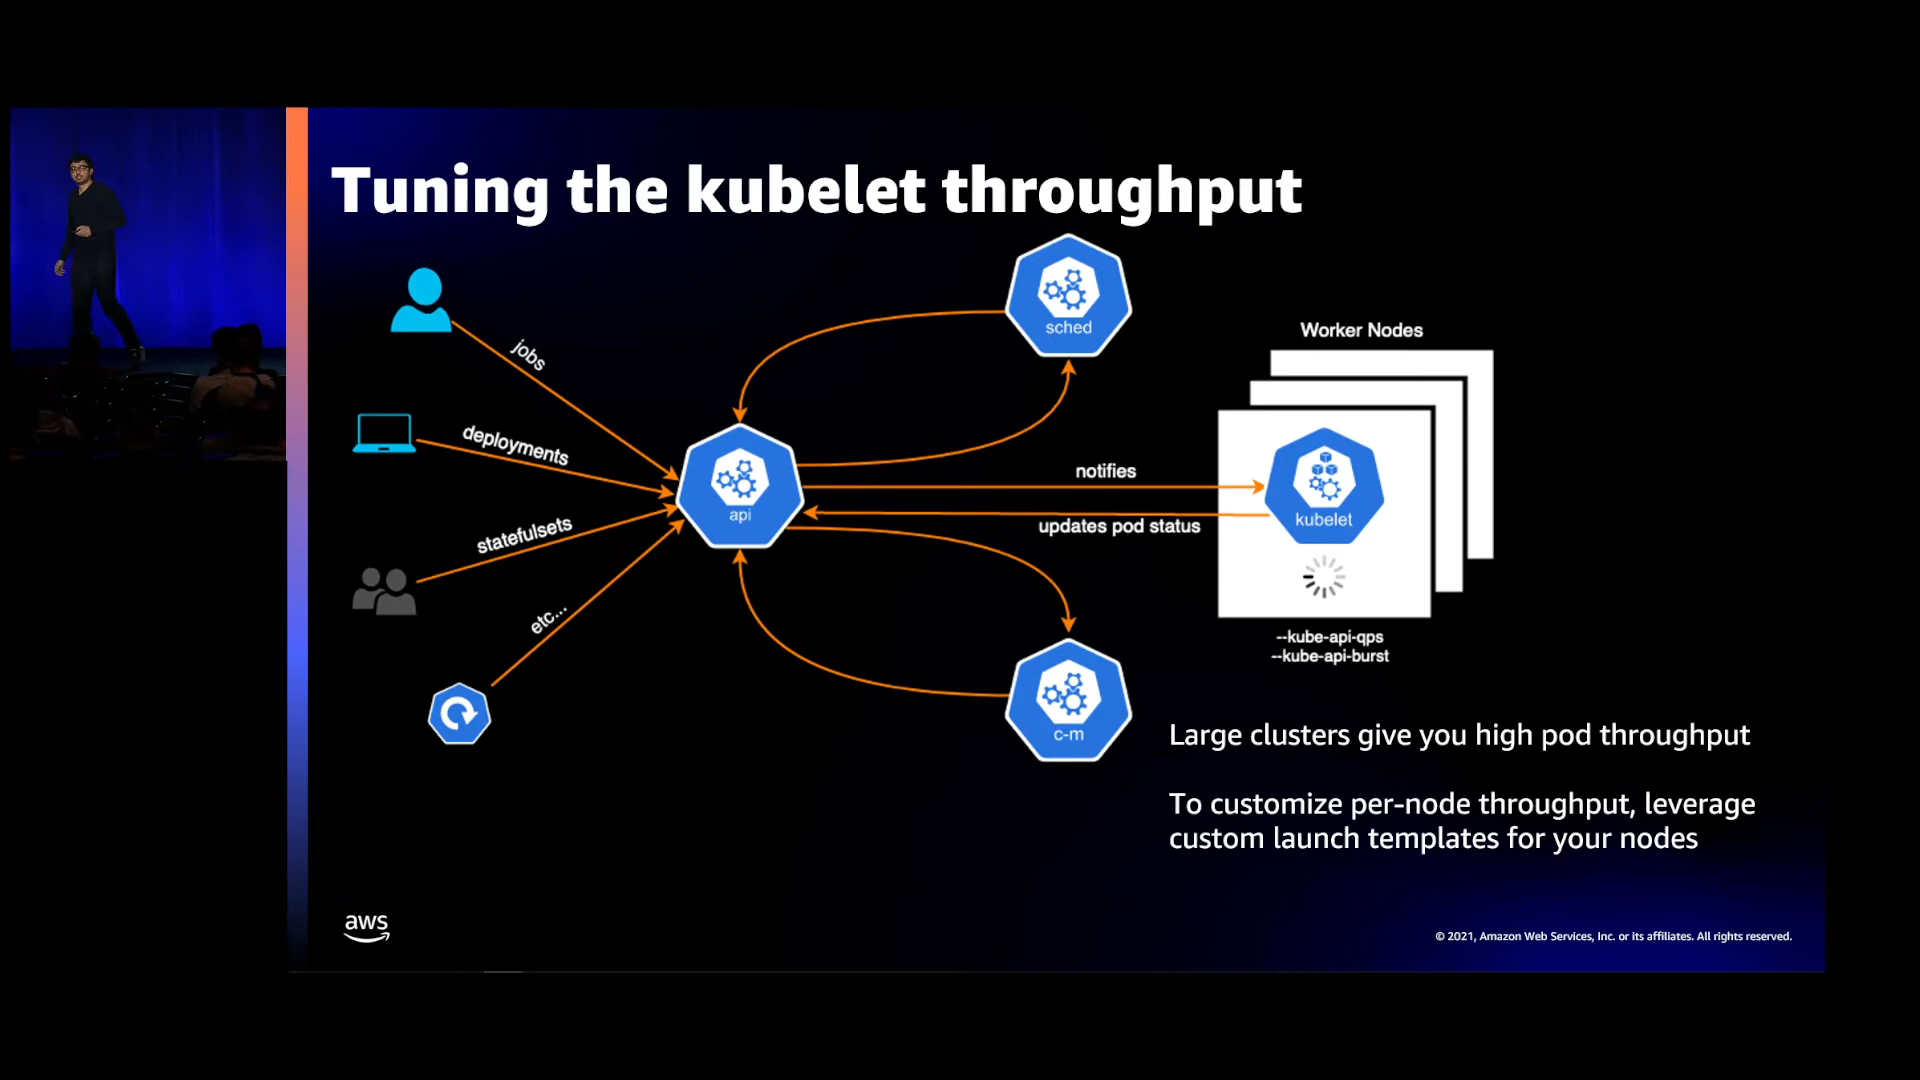 Tuning the kubelet throughput
sched
Worker Nodes
jobs
deployments
notifies
api
kubelet
updates pod status
statefulsets
etc...
--kube-api-qps
--kube-api-burst
c-m
Large clusters give you high pod throughput
To customize per-node throughput, leverage
custom launch templates for your nodes
aws
© 2021, Amazon Web Services, Inc. or its affiliates. All rights reserved.